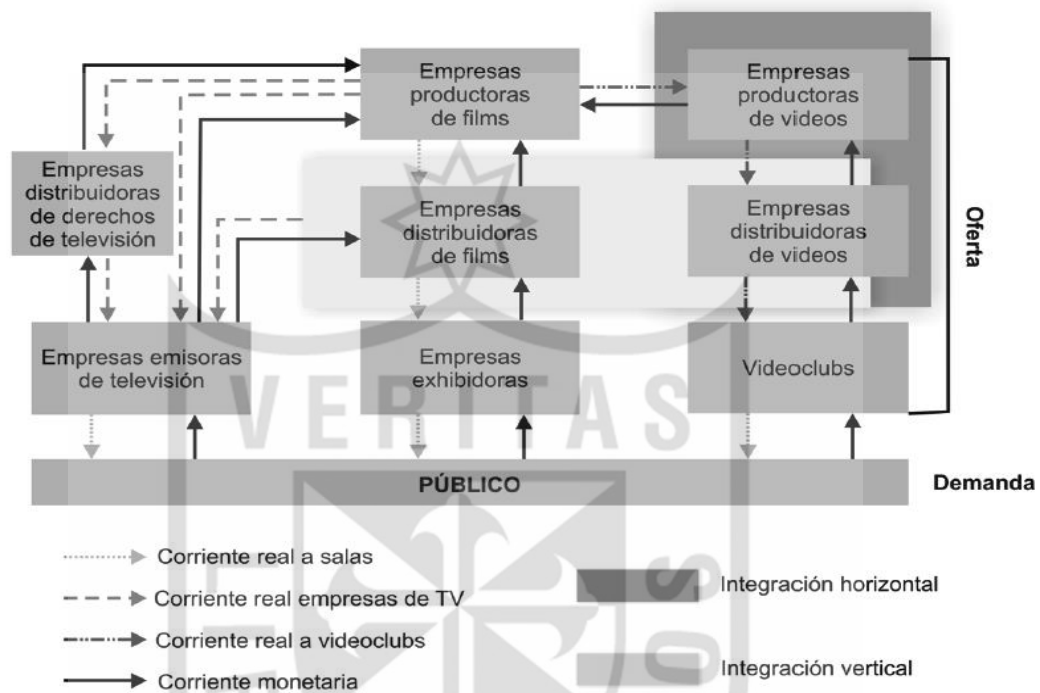 Empresas
productoras
de films
Empresas
productoras
de videos
Empresas
distribuidoras
de derechos
de televisión
Empresas
distribuidoras
de films
Empresas
distribuidoras
de videos
Oferta
Empresas emisoras
de televisión
Empresas
exhibidoras
Videoclubs
VERITAS
PÚBLICO
Demanda
Corriente real a salas
Corriente real empresas de TV
Corriente real a videoclubs
Corriente monetaria
Integración horizontal
Integración vertical